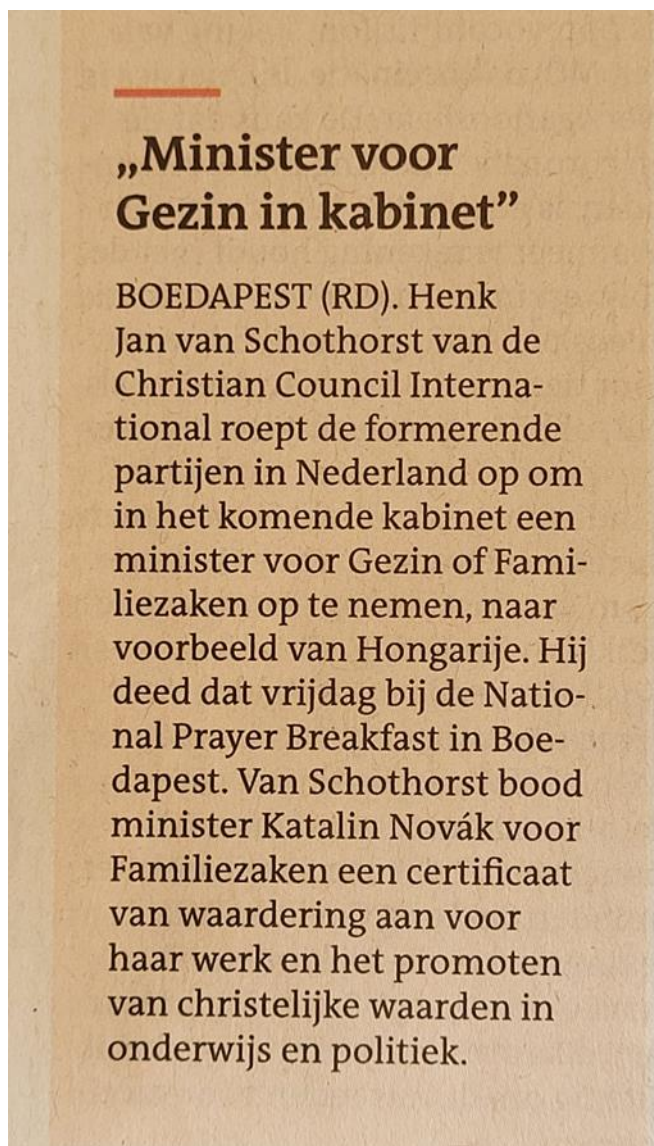 „Minister voor
Gezin in kabinet”
BOEDAPEST (RD). Henk
Jan van Schothorst van de
Christian Council Interna-
tional roept de formerende
partijen in Nederland op om
in het komende kabinet een
minister voor Gezin of Fami-
liezaken op te nemen, naar
voorbeeld van Hongarije. Hij
deed dat vrijdag bij de Natio-
nal Prayer Breakfast in Boe-
dapest. Van Schothorst bood
minister Katalin Novák voor
Familiezaken een certificaat
van waardering aan voor
haar werk en het promoten
van christelijke waarden in
onderwijs en politiek.